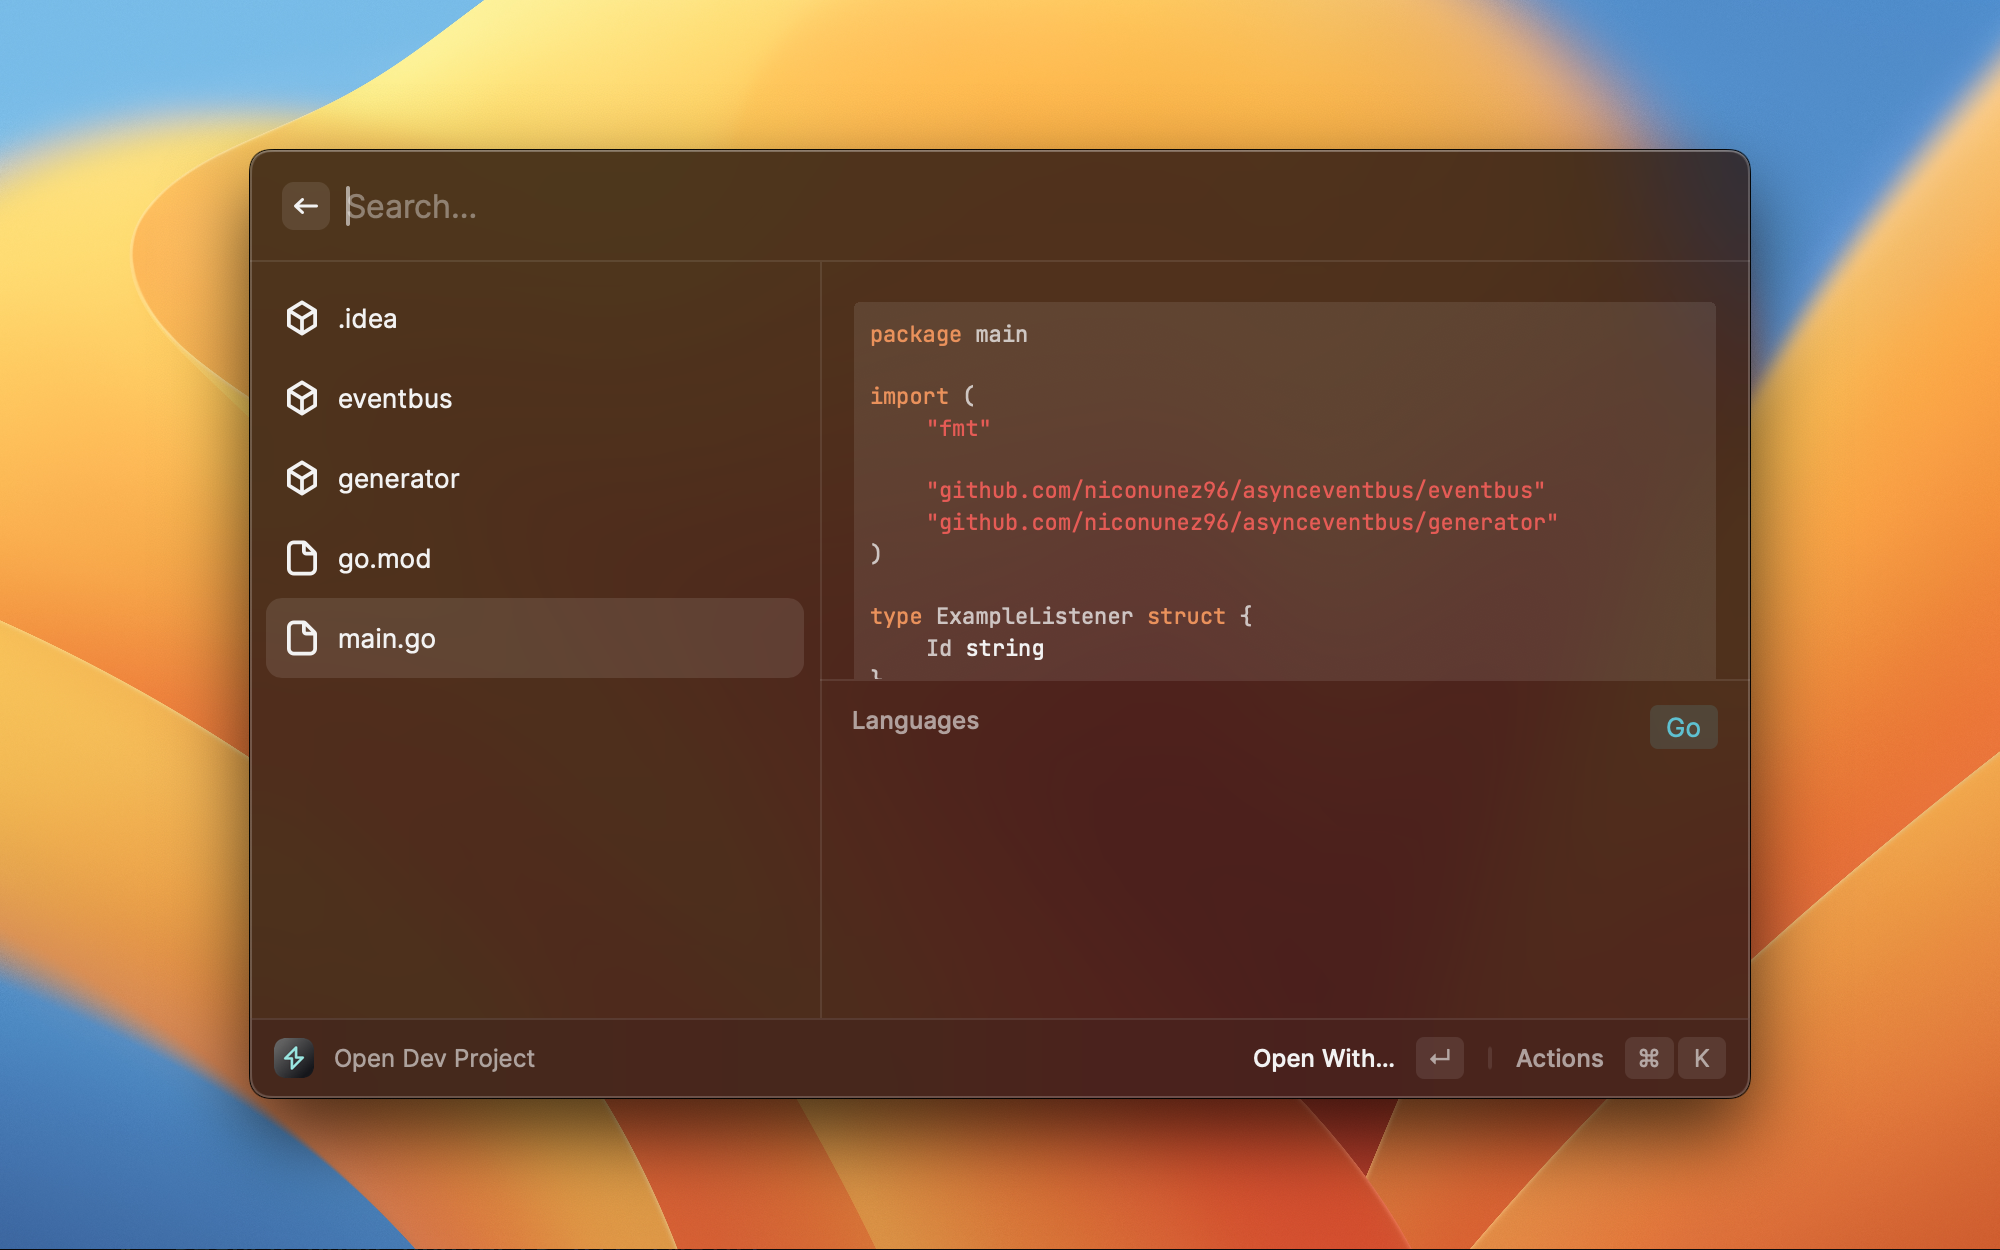 Search...
.idea
eventbus
generator
go.mod
main.go
package main
import (
"fmt"
"github.com/niconunez96/asynceventbus/eventbus"
"github.com/niconunez96/asynceventbus/generator"
)
type ExampleListener struct {
Id string
}
Languages
Go
Open Dev Project
Open With...
Actions
⌘ K